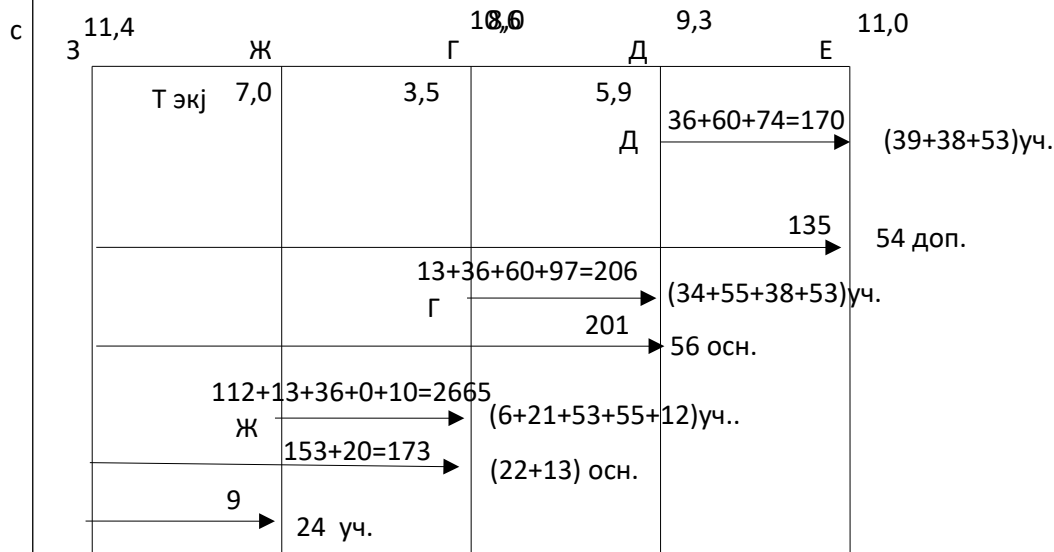 с
11,4 9,3 11,0
З Ж Г Д Е
Т экј 7,0 3,5 5,9
36+60+74=170
Д (39+38+53)уч.
135
54 доп.
13+36+60+97=206
(34+55+38+53)уч.
Г
201
56 осн.
112+13+36+0+10=2665
(6+21+53+55+12)уч..
Ж
153+20=173
(22+13) осн.
9
24 уч.